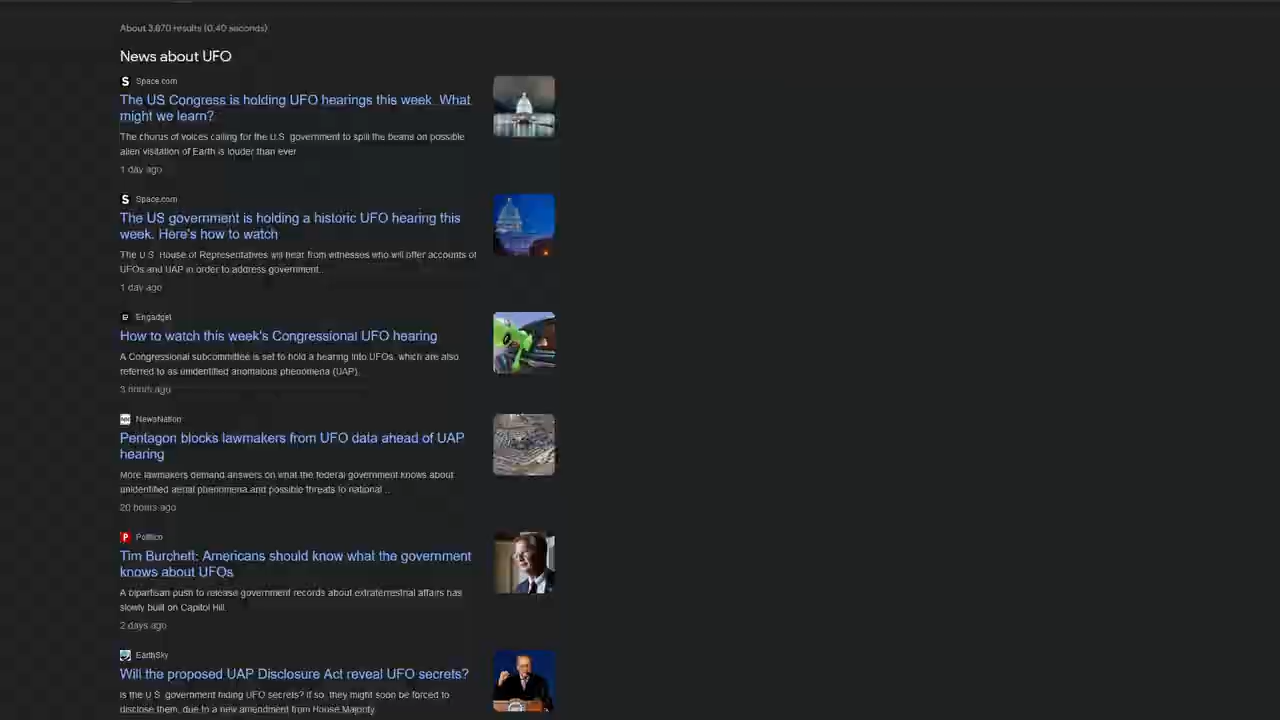 About 3,870 results (0.40 seconds)
News about UFO
Space.com
The US Congress is holding UFO hearings this week. What
might we learn?
The chorus of voices calling for the U.S. government to spill the beans on possible
alien visitation of Earth is louder than ever.
1 day ago
Space.com
The US government is holding a historic UFO hearing this
week. Here's how to watch
The U.S. House of Representatives will hear from witnesses who will offer accounts of
UFOs and UAP in order to address government...
1 day ago
Engadget
How to watch this week's Congressional UFO hearing
A Congressional subcommittee is set to hold a hearing into UFOs, which are also
referred to as unidentified anomalous phenomena (UAP).
3 hours ago
NewsNation
Pentagon blocks lawmakers from UFO data ahead of UAP
hearing
More lawmakers demand answers on what the federal government knows about
unidentified aerial phenomena and possible threats to national ...
20 hours ago
Politico
Tim Burchett: Americans should know what the government
knows about UFOs
A bipartisan push to release government records about extraterrestrial affairs has
slowly built on Capitol Hill.
2 days ago
EarthSky
Will the proposed UAP Disclosure Act reveal UFO secrets?
Is the U.S. government hiding UFO secrets? If so, they might soon be forced to
disclose them, due to a new amendment from House Majority